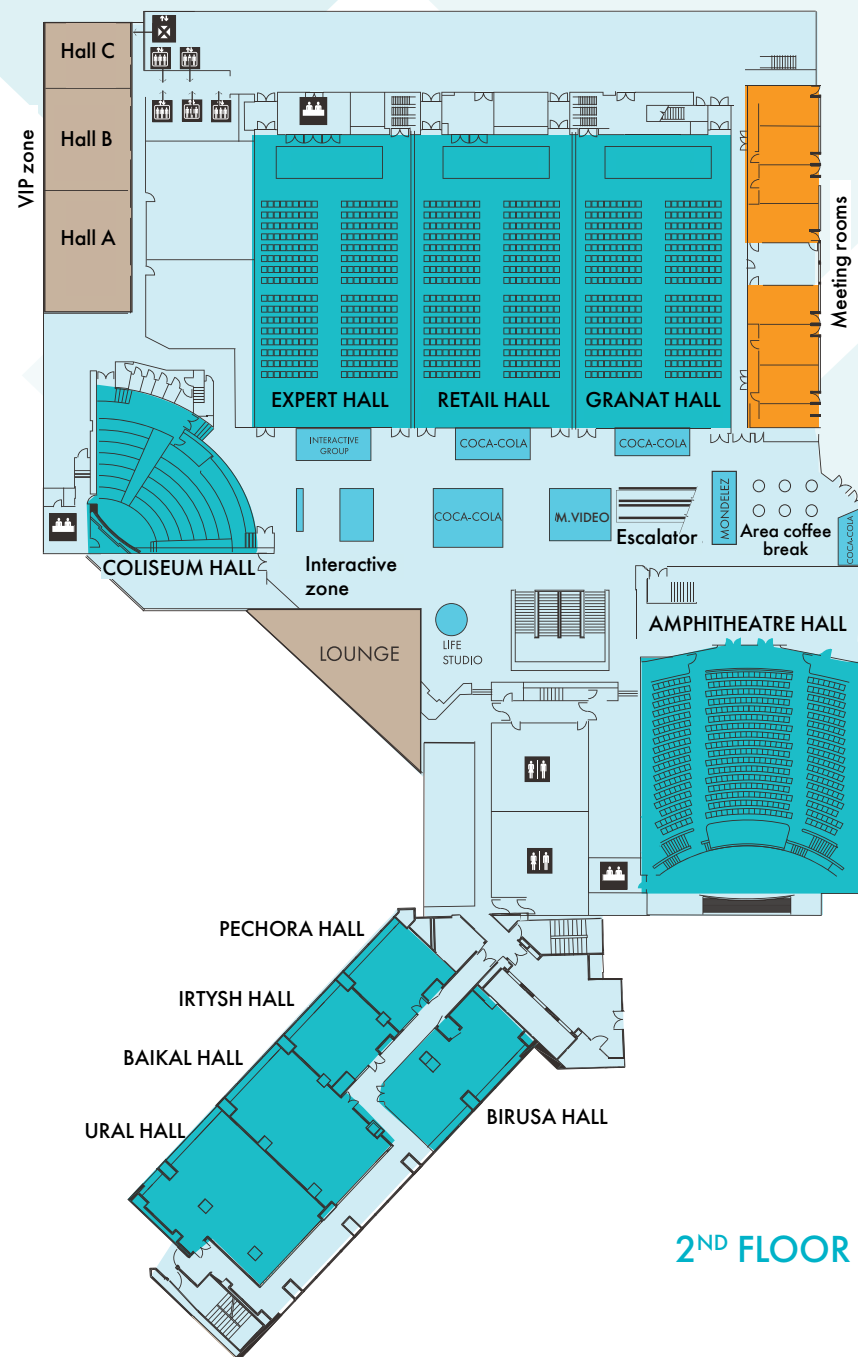 Hall C
Hall B
VIP zone
Hall A
Meeting rooms
EXPERT HALL
RETAIL HALL
GRANAT HALL
INTERACTIVE
GROUP
COCA-COLA
COCA-COLA
COCA-COLA
M.VIDEO
Escalator
MONDELEZ
Area coffee
break
COCA-COLA
COLISEUM HALL
Interactive
zone
LOUNGE
LIFE
STUDIO
AMPHITHEATRE HALL
PECHORA HALL
IRTYSH HALL
BAIKAL HALL
URAL HALL
BIRUSA HALL
2ND FLOOR